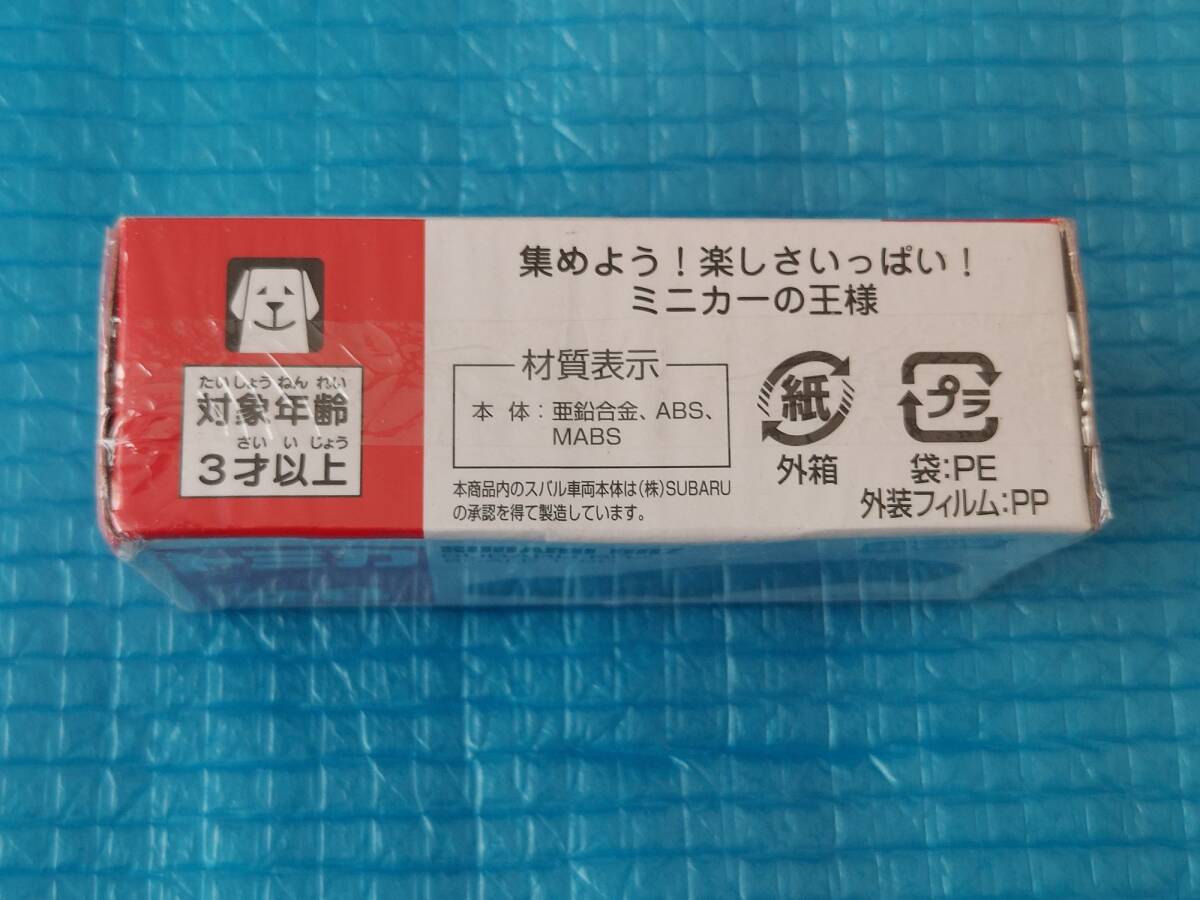 たいしょうねんれい
対象年齢
さいいじょう
3才以上
集めよう！楽しさいっぱい！
ミニカーの王様
材質表示
本体：亜鉛合金、ABS、
MABS
本商品内のスバル車両本体は(株)SUBARU
の承認を得て製造しています。
紙
外箱
プラ
袋:PE
外装フィルム:PP